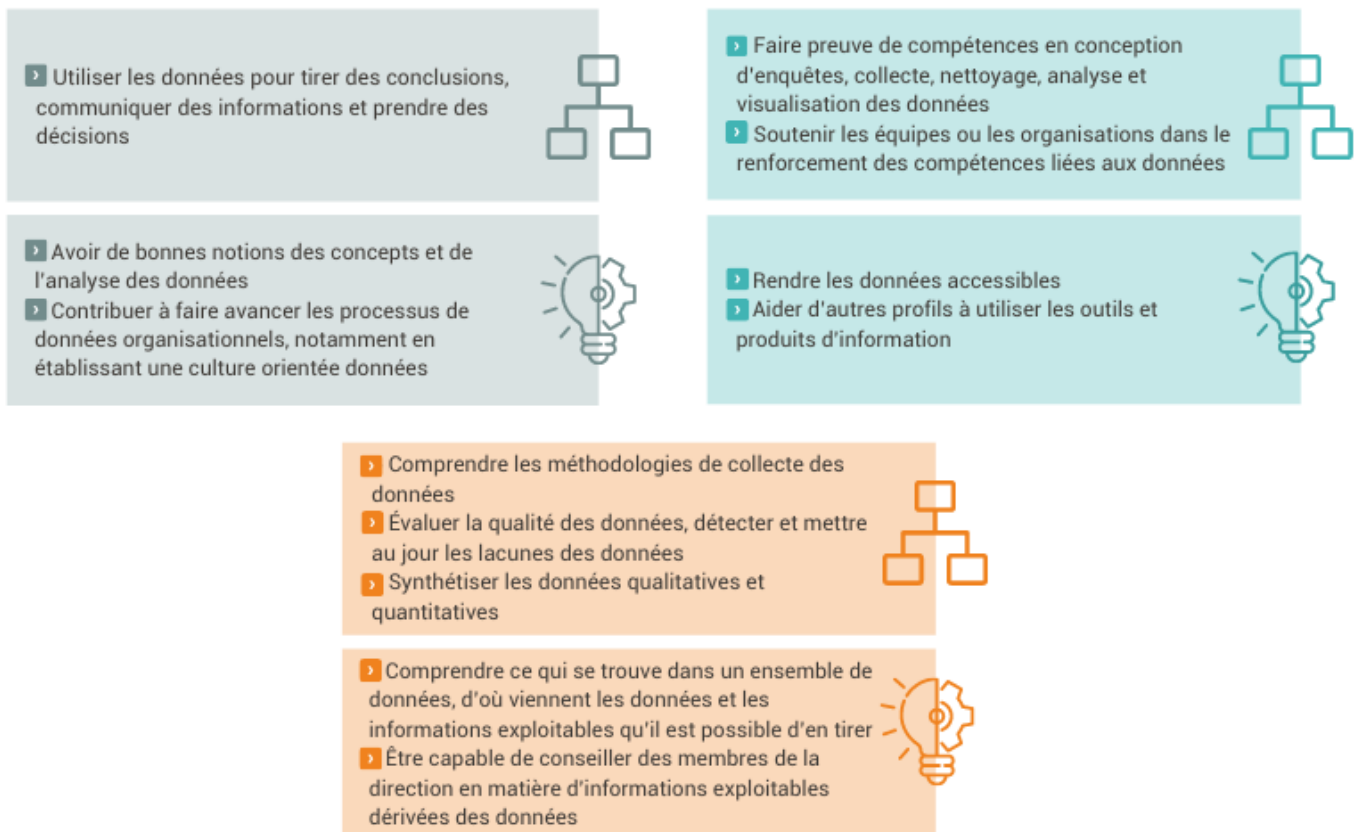 Utiliser les données pour tirer des conclusions,
communiquer des informations et prendre des
décisions
Avoir de bonnes notions des concepts et de
l'analyse des données
Contribuer à faire avancer les processus de
données organisationnels, notamment en
établissant une culture orientée données
Faire preuve de compétences en conception
d'enquêtes, collecte, nettoyage, analyse et
visualisation des données
Soutenir les équipes ou les organisations dans le
renforcement des compétences liées aux données
Rendre les données accessibles
Aider d'autres profils à utiliser les outils et
produits d'information
Comprendre les méthodologies de collecte des
données
Évaluer la qualité des données, détecter et mettre
au jour les lacunes des données
Synthétiser les données qualitatives et
quantitatives
Comprendre ce qui se trouve dans un ensemble de
données, d'où viennent les données et les
informations exploitables qu'il est possible d'en tirer
Être capable de conseiller des membres de la
direction en matière d'informations exploitables
dérivées des données